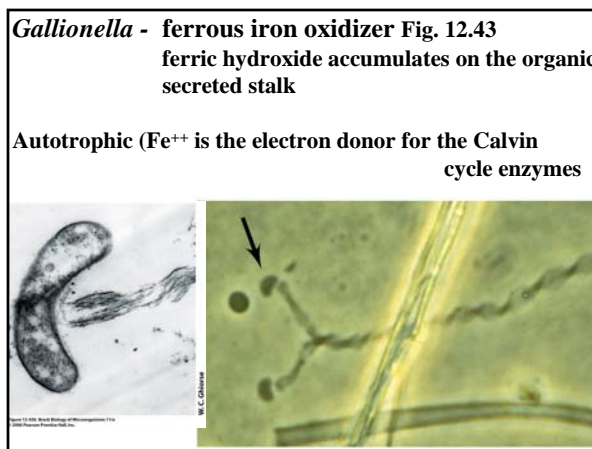 Gallionella - ferrous iron oxidizer Fig. 12.43
ferric hydroxide accumulates on the organic
secreted stalk
Autotrophic (Fe++ is the electron donor for the Calvin
cycle enzymes
W. C. Ghiorse